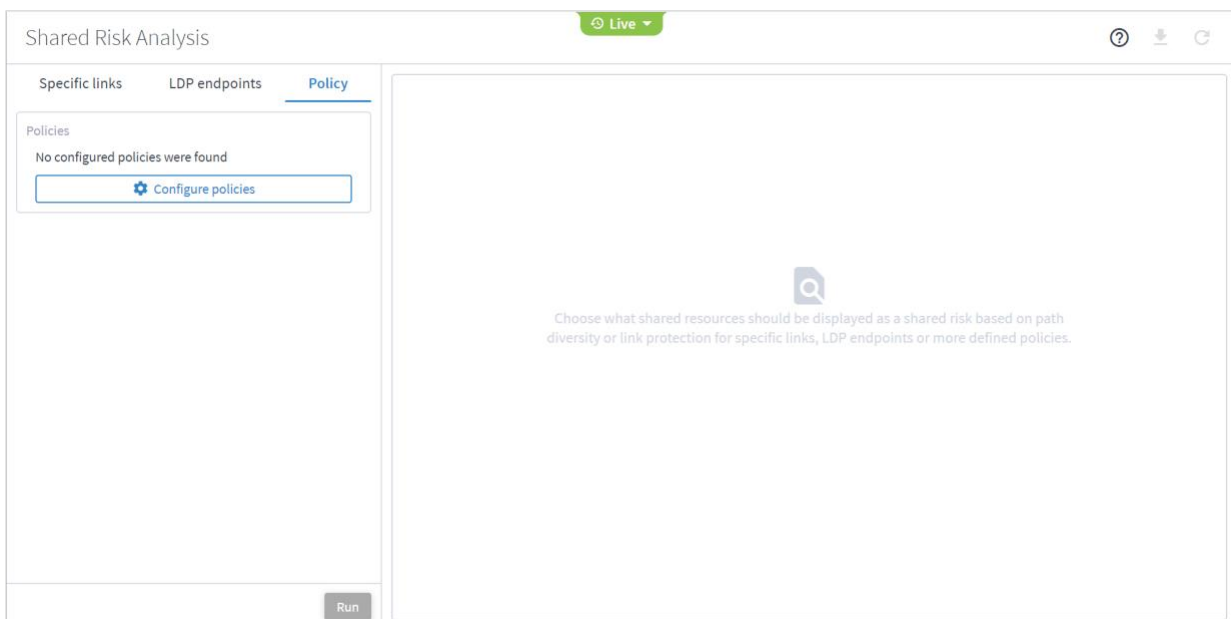 Live
Shared Risk Analysis
Specific links LDP endpoints Policy
Policies
No configured policies were found
Configure policies
Choose what shared resources should be displayed as a shared risk based on path
diversity or link protection for specific links, LDP endpoints or more defined policies.
Run